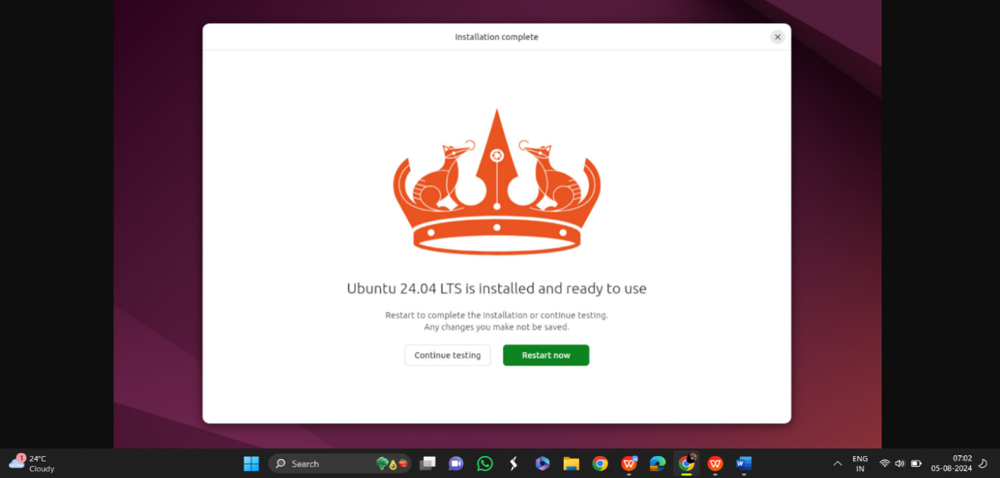 Installation complete
Ubuntu 24.04 LTS is installed and ready to use
Restart to complete the installation or continue testing.
Any changes you make not be saved.
Continue testing
Restart now
1
24°C
Cloudy
Search
ENG
IN
07:02
05-08-2024